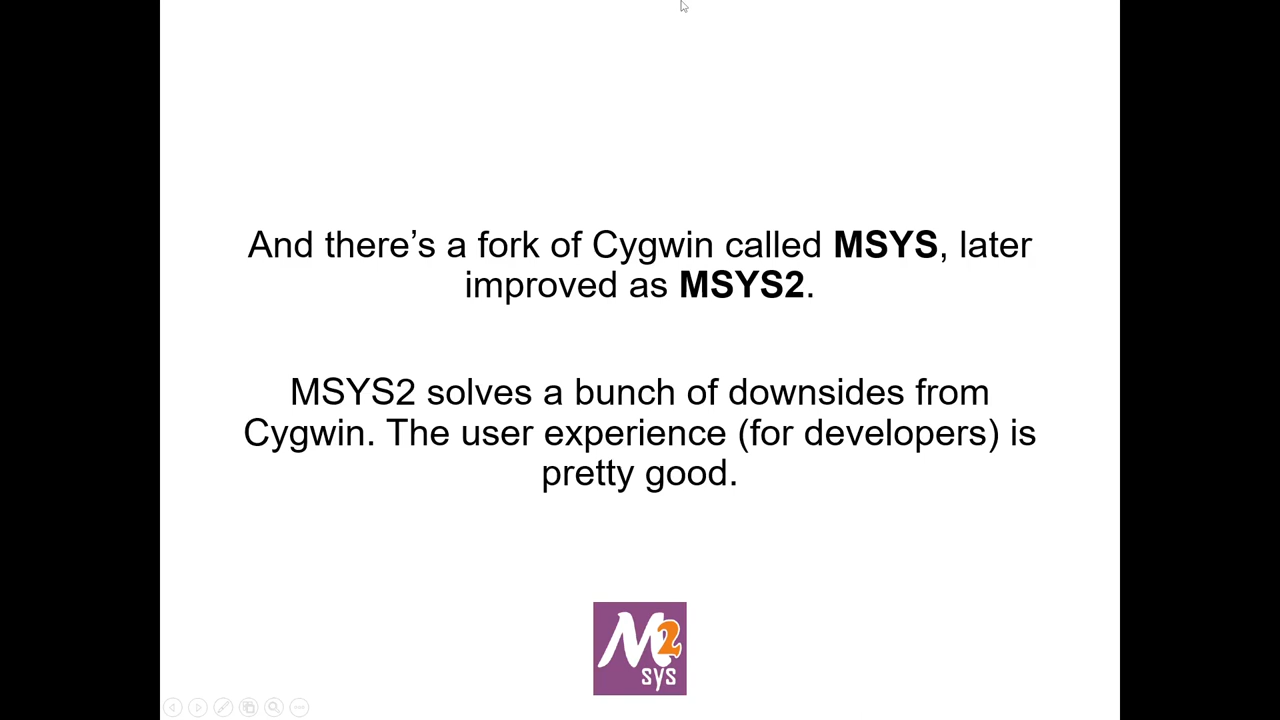 And there’s a fork of Cygwin called MSYS, later
improved as MSYS2.
MSYS2 solves a bunch of downsides from
Cygwin. The user experience (for developers) is
pretty good.
M2
sys